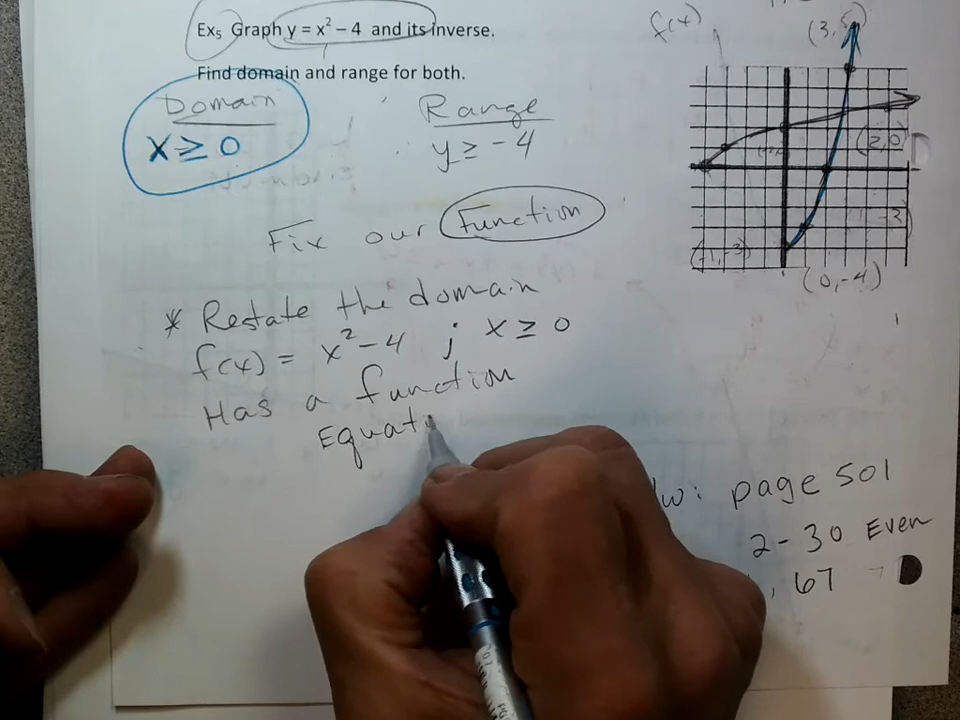 Ex5 Graph y = x² – 4 and its inverse.
Find domain and range for both.
Domain
x ≥ 0
Range
y ≥ -4
Fix our Function
* Restate the domain
f(x) = x² - 4 ; x ≥ 0
Has a function
Equati
f(x)
(3,5)
(2,0)
(-1,-3)
(0,-4)
page 501
2-30 Even
, 67